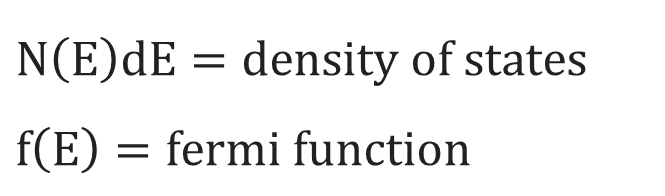 N(E)dE = density of states
f(E) = fermi function